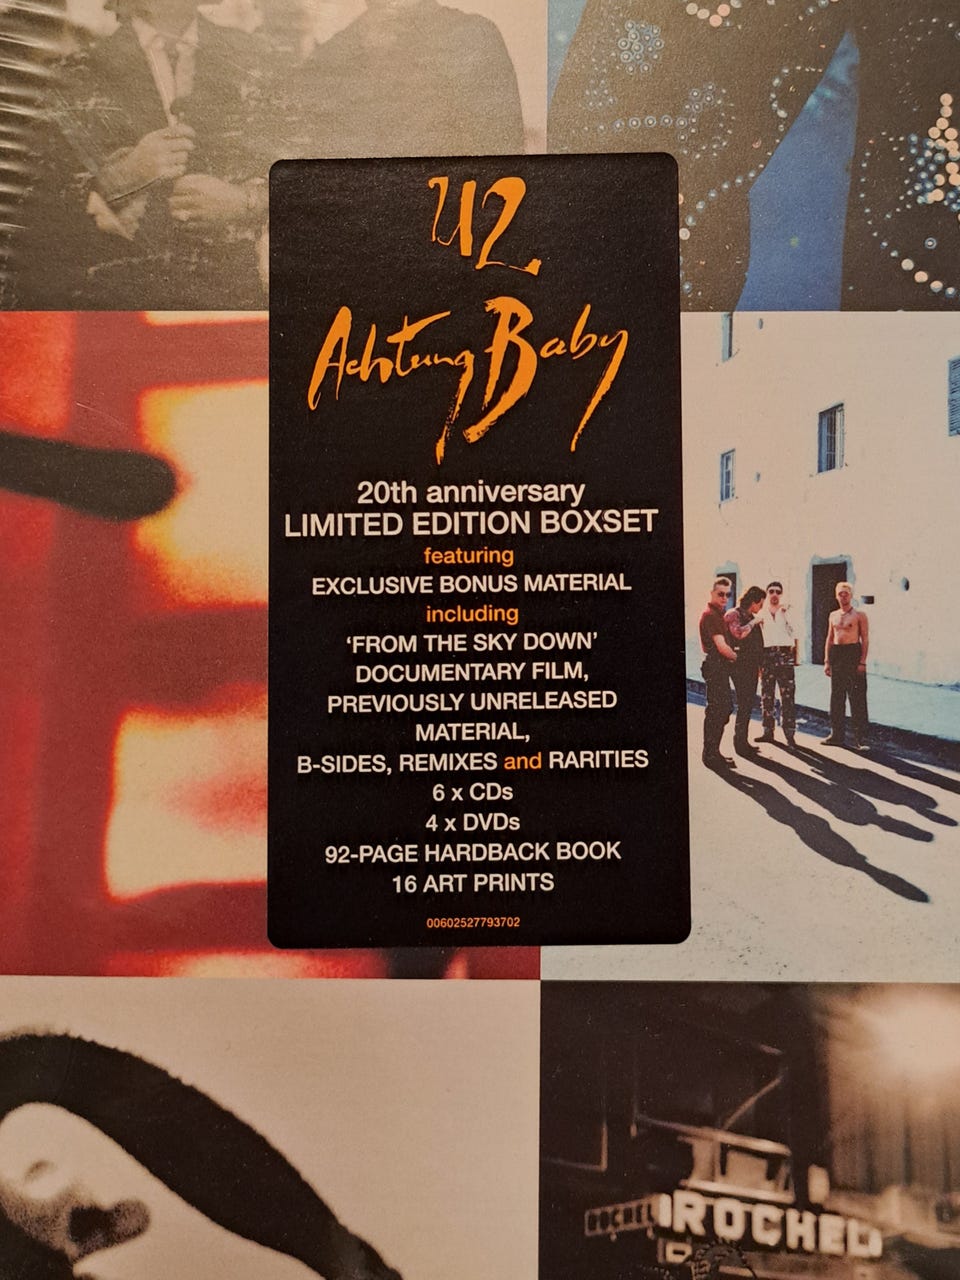 U2
Achtung Baby
20th anniversary
LIMITED EDITION BOXSET
featuring
EXCLUSIVE BONUS MATERIAL
including
‘FROM THE SKY DOWN’
DOCUMENTARY FILM,
PREVIOUSLY UNRELEASED
MATERIAL,
B-SIDES, REMIXES and RARITIES
6 x CDs
4 x DVDs
92-PAGE HARDBACK BOOK
16 ART PRINTS
00602527793702
ROCHEL ROCHEL